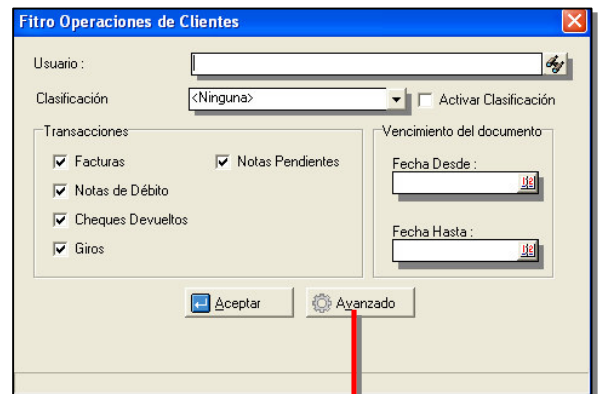 Fitro Operaciones de Clientes
Usuario :
Clasificación <Ninguna> Activar Clasificación
Transacciones
Facturas Notas Pendientes
Notas de Débito
Cheques Devueltos
Giros
Vencimiento del documento
Fecha Desde :
Fecha Hasta :
Aceptar Avanzado